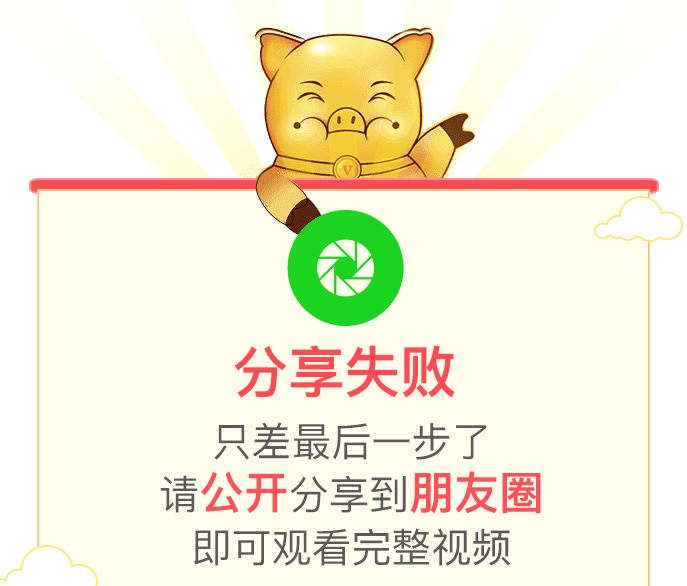 V
分享失败
只差最后一步了
请公开分享到朋友圈
即可观看完整视频